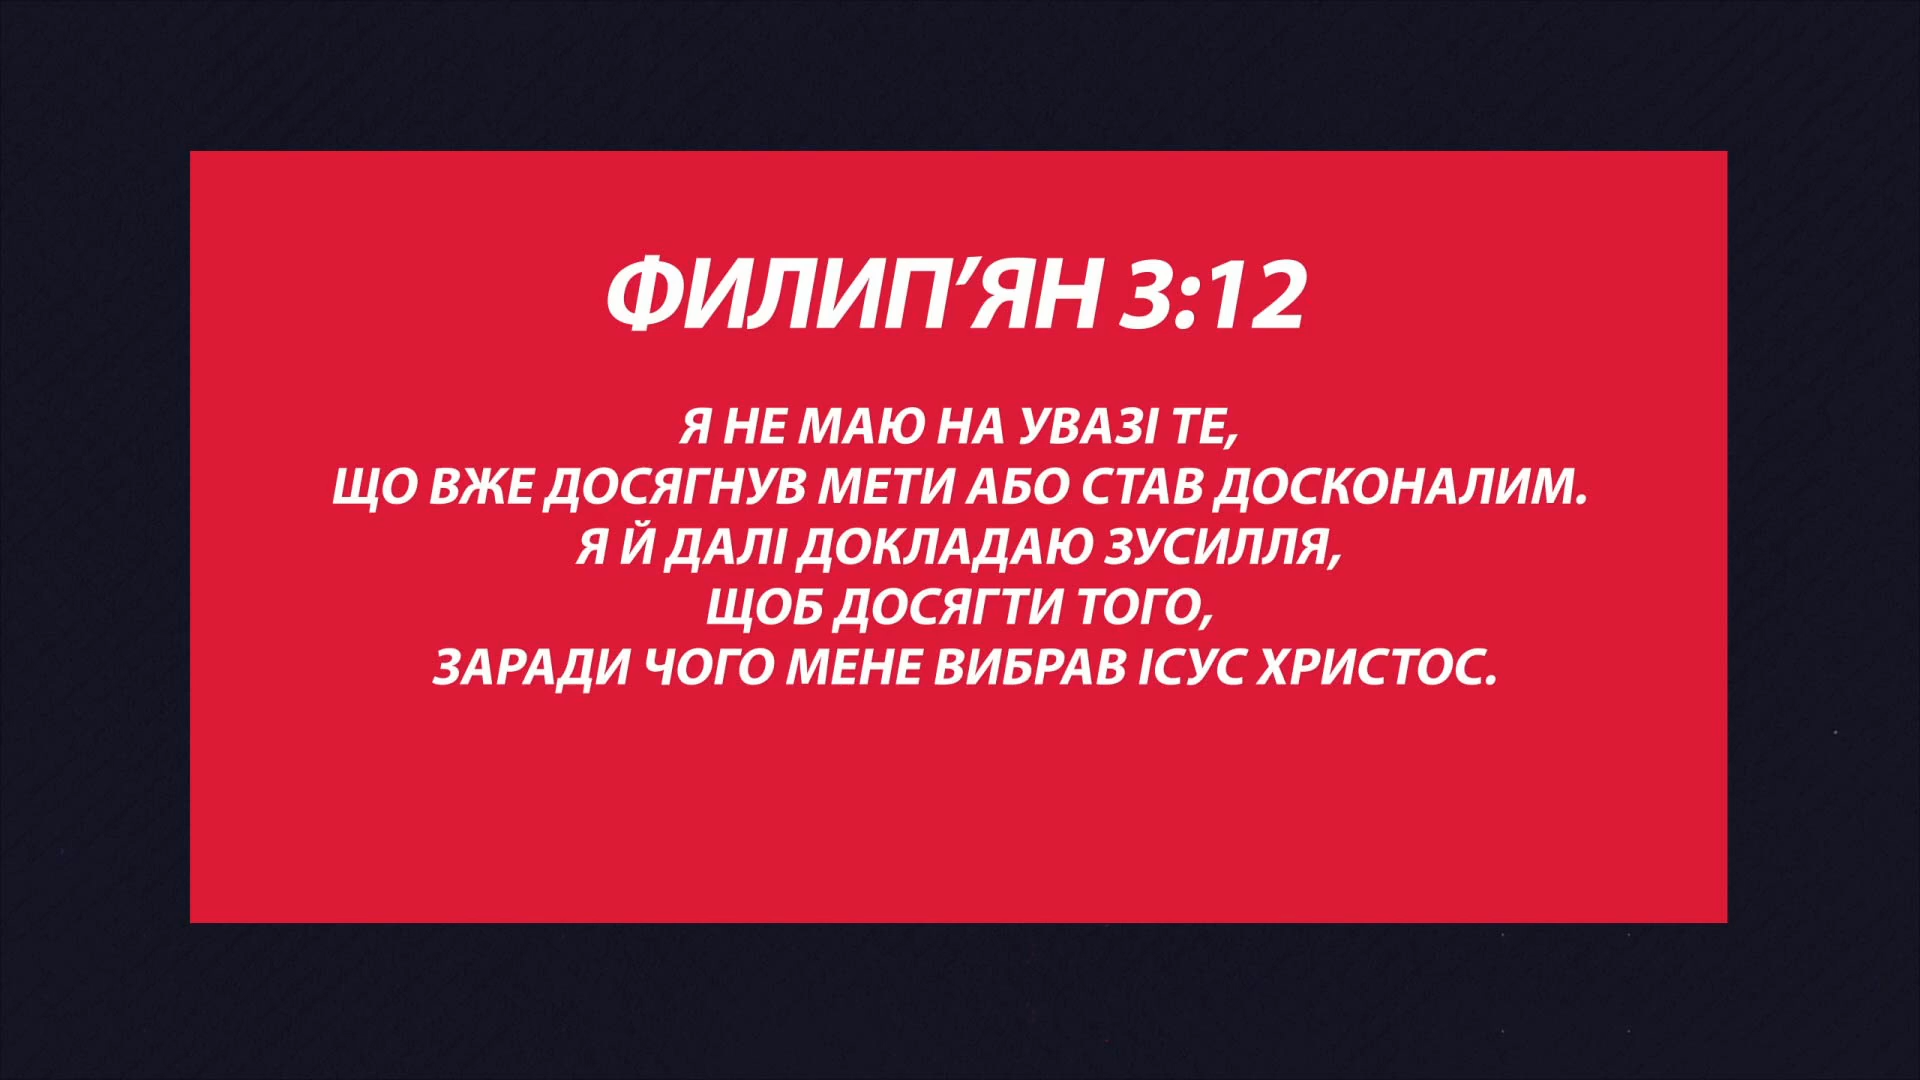 ФИЛИП’ЯН 3:12
Я НЕ МАЮ НА УВАЗІ ТЕ,
ЩО ВЖЕ ДОСЯГНУВ МЕТИ АБО СТАВ ДОСКОНАЛИМ.
Я Й ДАЛІ ДОКЛАДАЮ ЗУСИЛЛЯ,
ЩОБ ДОСЯГТИ ТОГО,
ЗАРАДИ ЧОГО МЕНЕ ВИБРАВ ІСУС ХРИСТОС.